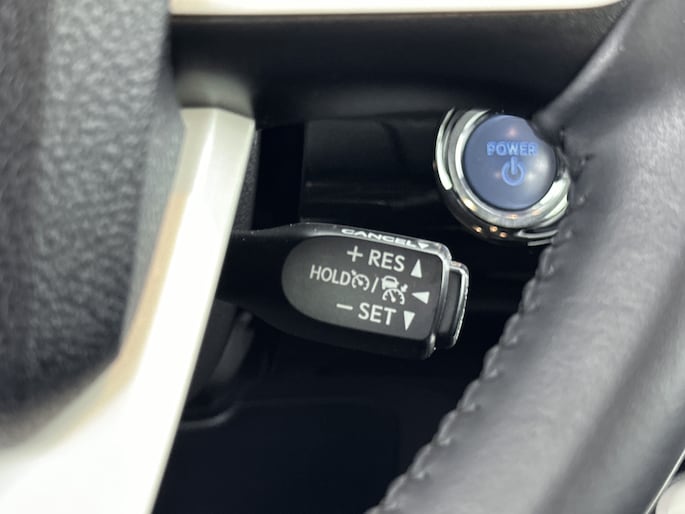 POWER
CANCEL
+ RES
HOLD /
− SET